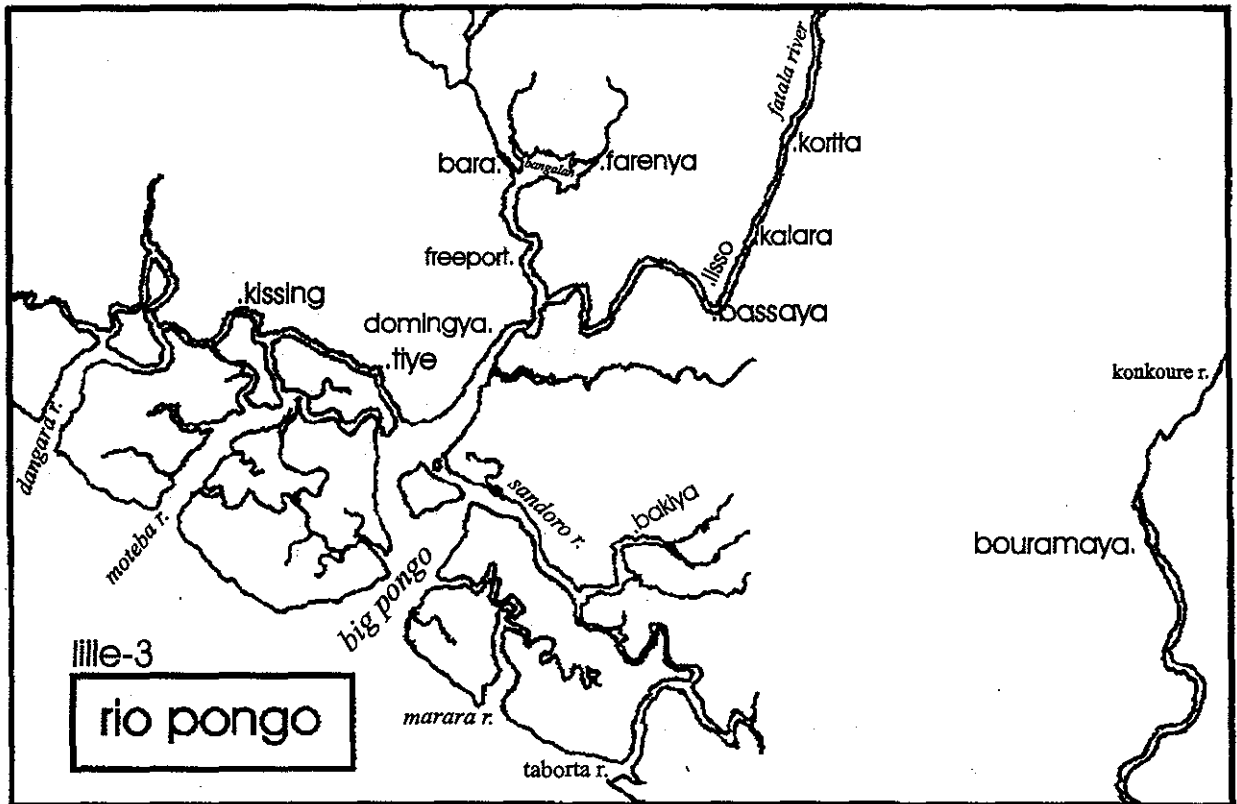 fatala river
.kortta
bara.
bangalan
.farenya
.kalara
.lisso
freeport.
.kissing
.bassaya
domingya.
.tiye
konkoure r.
dangara r.
sandoro r.
.bakiya
moteba r.
bouramaya.
big pongo
lille-3
rio pongo
marara r.
taborta r.